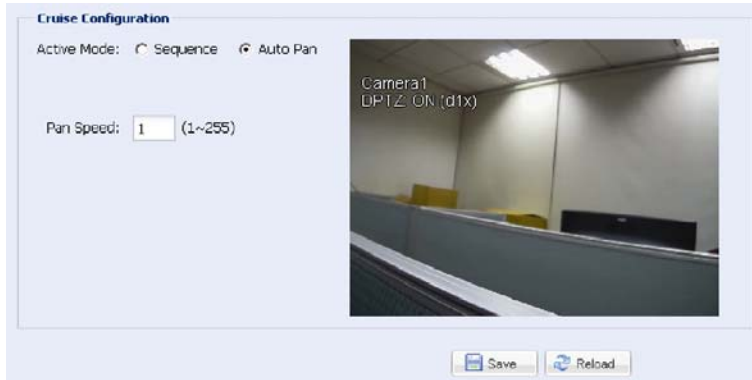 Cruise Configuration
Active Mode: Sequence Auto Pan
Camera1
DPTZ: ON (d1x)
Pan Speed: 1 (1~255)
Save Reload